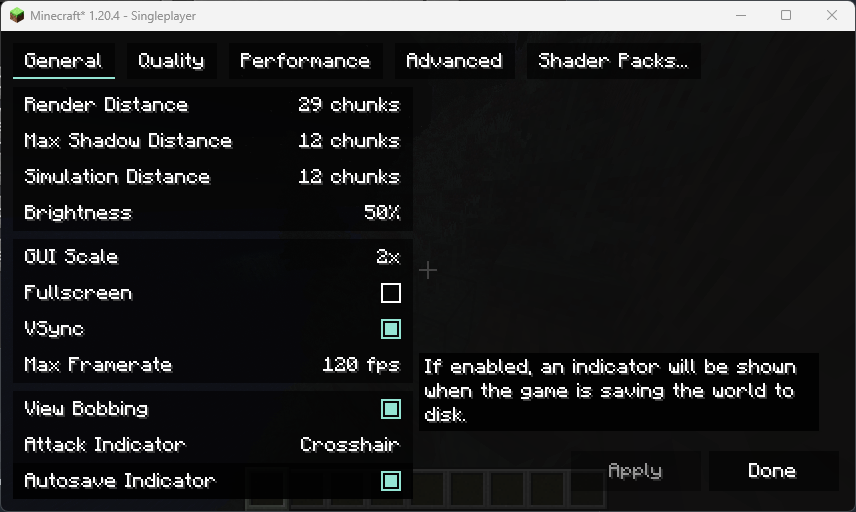 Minecraft* 1.20.4 - Singleplayer
General Quality Performance Advanced Shader Packs...
Render Distance 29 chunks
Max Shadow Distance 12 chunks
Simulation Distance 12 chunks
Brightness 50%
GUI Scale 2x
Fullscreen
VSync
Max Framerate 120 fps
View Bobbing
Attack Indicator Crosshair
Autosave Indicator
If enabled, an indicator will be shown
when the game is saving the world to
disk.
Apply Done